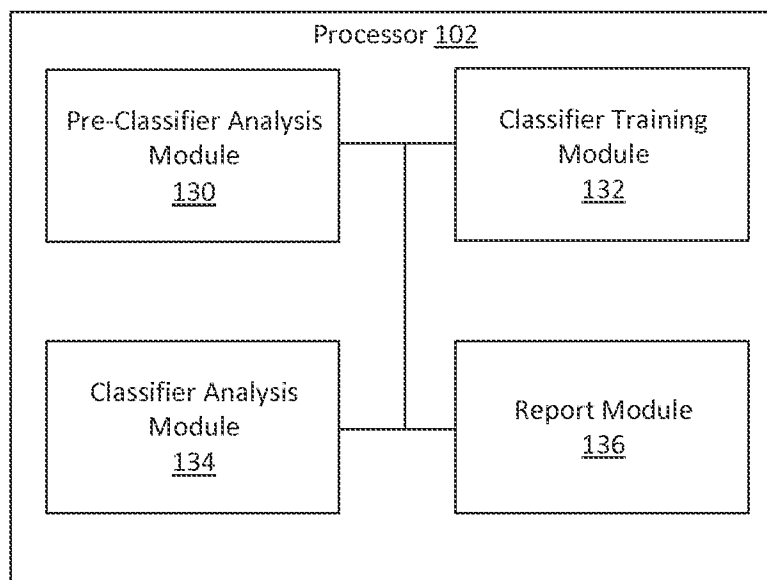 Processor 102
Pre-Classifier Analysis
Module
130
Classifier Training
Module
132
Classifier Analysis
Module
134
Report Module
136